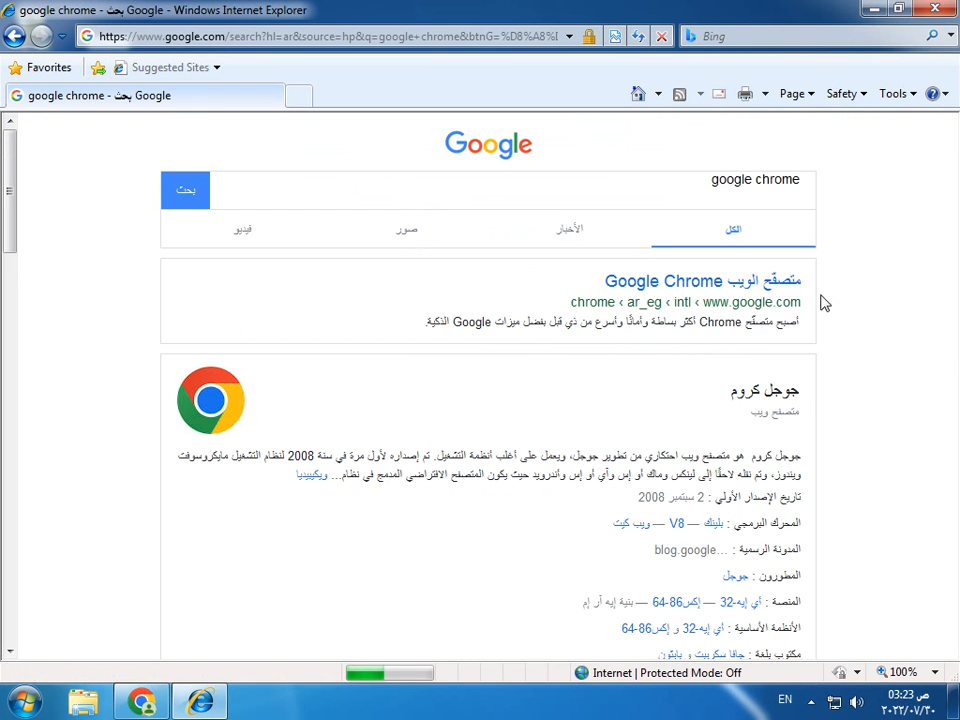 google chrome - بحث Google - Windows Internet Explorer
https://www.google.com/search?hl=ar&source=hp&q=google+chrome&btnG=%D8%A8%I
Bing
Favorites
Suggested Sites
google chrome - بحث Google
Page
Safety
Tools
Google
google chrome
بحث
الكل
الأخبار
صور
فيديو
متصفّح الويب Google Chrome
www.google.com › intl › ar_eg › chrome
أصبح متصفّح Chrome أكثر بساطة وأمانًا وأسرع من ذي قبل بفضل ميزات Google الذكية.
جوجل كروم
متصفح ويب
جوجل كروم هو متصفح ويب احتكاري من تطوير جوجل، ويعمل على أغلب أنظمة التشغيل. تم إصداره لأول مرة في سنة 2008 لنظام التشغيل مايكروسوفت
ويندوز، وتم نقله لاحقًا إلى لينكس وماك أو إس وآي أو إس وأندرويد حيث يكون المتصفح الافتراضي المدمج في نظام... ويكيبيديا
تاريخ الإصدار الأولي : 2 سبتمبر 2008
المحرك البرمجي : بلينك — V8 — ويب كيت
المدونة الرسمية : blog.google...
المطورون : جوجل
المنصة : آي إيه-32 — إكس86-64 — بنية إيه آر إم
الأنظمة الأساسية : آي إيه-32 و إكس86-64
مكتوب بلغة : جافا سكريبت و بايثون
Internet | Protected Mode: Off
100%
EN
03:23 ص
٢٠٢٢/٠٧/٣٠